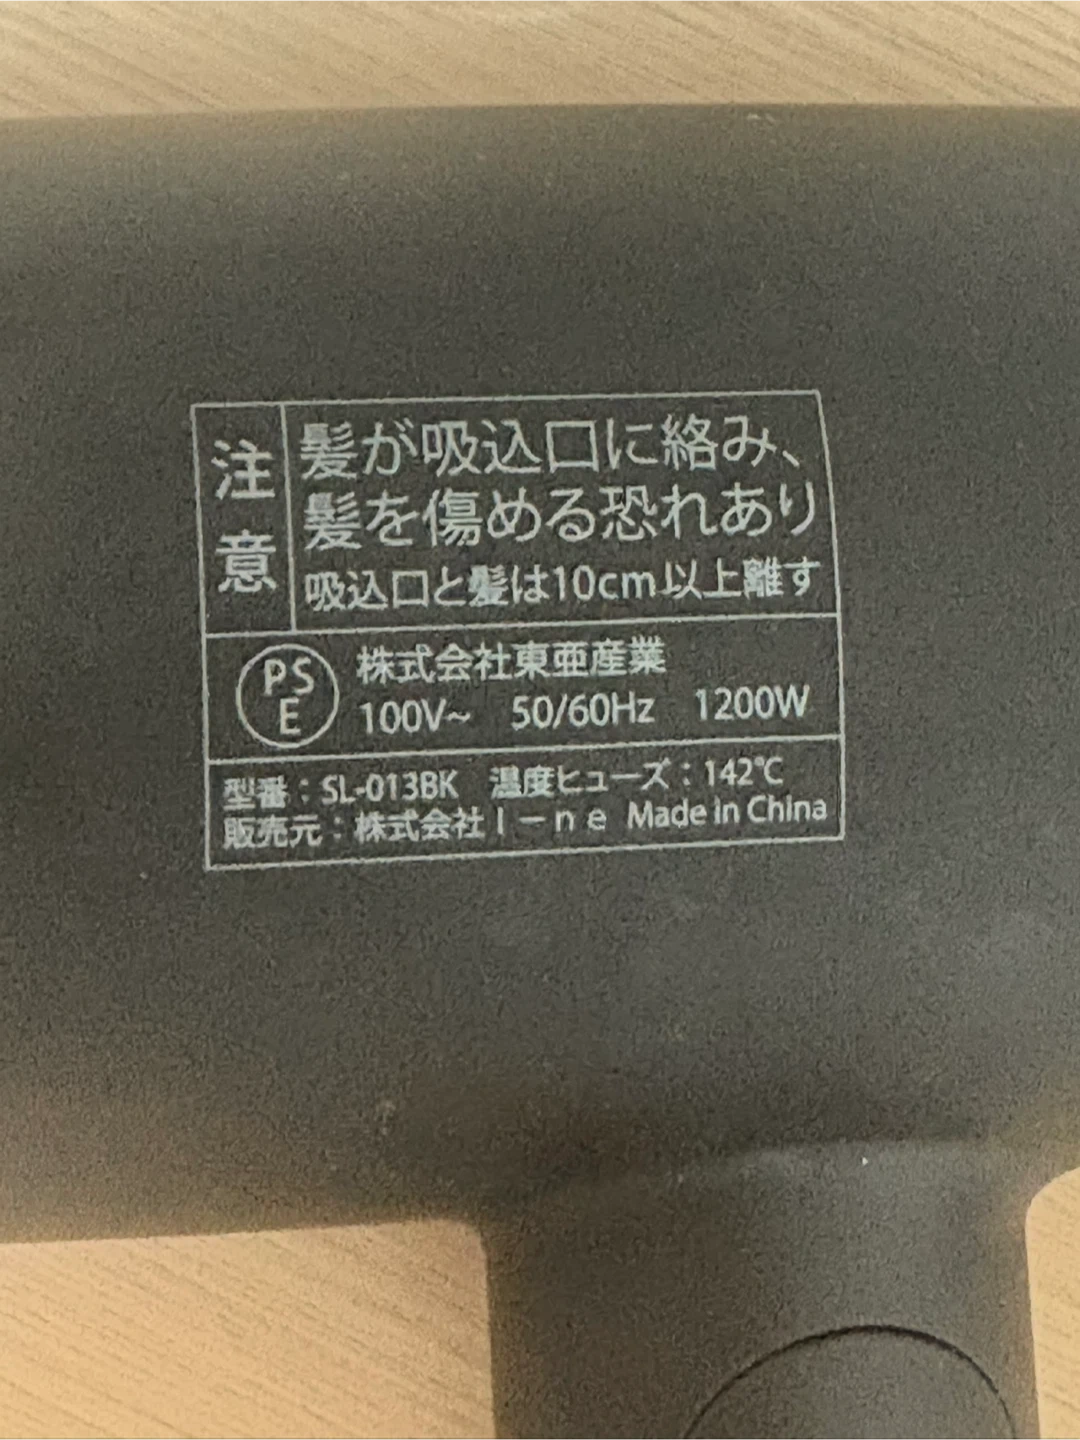 注意
髪が吸込口に絡み、
髪を傷める恐れあり
吸込口と髪は10cm以上離す
PS
E
株式会社東亜産業
100V~ 50/60Hz 1200W
型番：SL-013BK 温度ヒューズ：142℃
販売元：株式会社Ｉ－ｎｅ Made in China